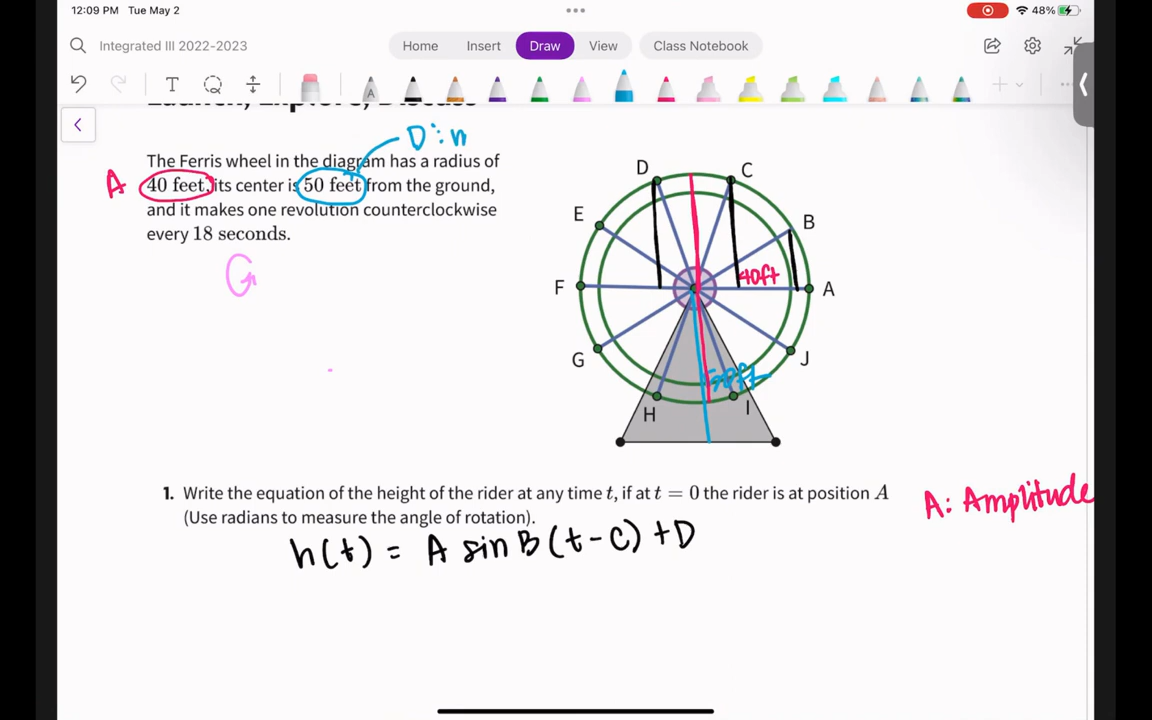 12:09 PM Tue May 2
48%
Integrated III 2022-2023
Home Insert Draw View Class Notebook
T
A
D: n
The Ferris wheel in the diagram has a radius of
A 40 feet, its center is 50 feet from the ground,
and it makes one revolution counterclockwise
every 18 seconds.
D
C
E
B
F
40ft
A
G
J
50ft
H
I
1. Write the equation of the height of the rider at any time t, if at t = 0 the rider is at position A
(Use radians to measure the angle of rotation).
A: Amplitude
h(t) = A sin B (t - C) + D